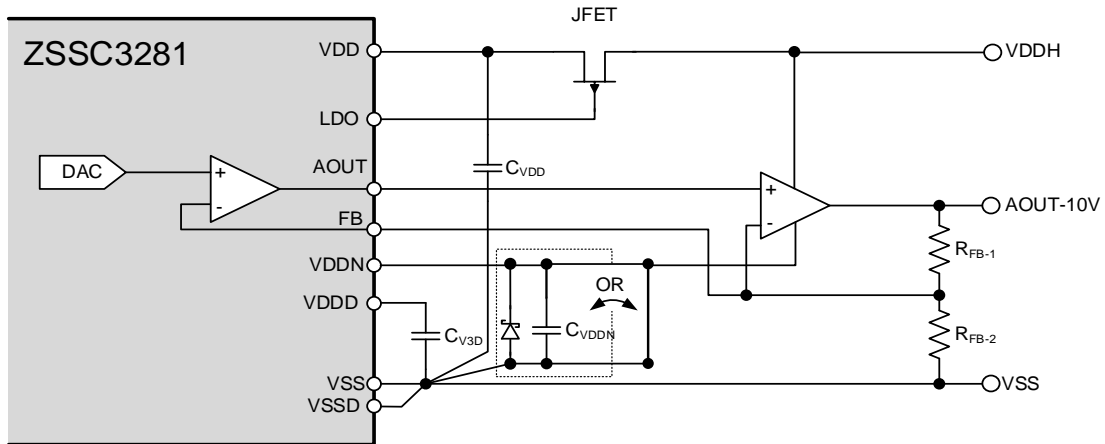 JFET
ZSSC3281
VDD
VDDH
LDO
DAC
+
-
AOUT
CVDD
+
-
AOUT-10V
FB
RFB-1
VDDN
OR
VDDD
CV3D
CVDDN
RFB-2
VSS
VSS
VSSD